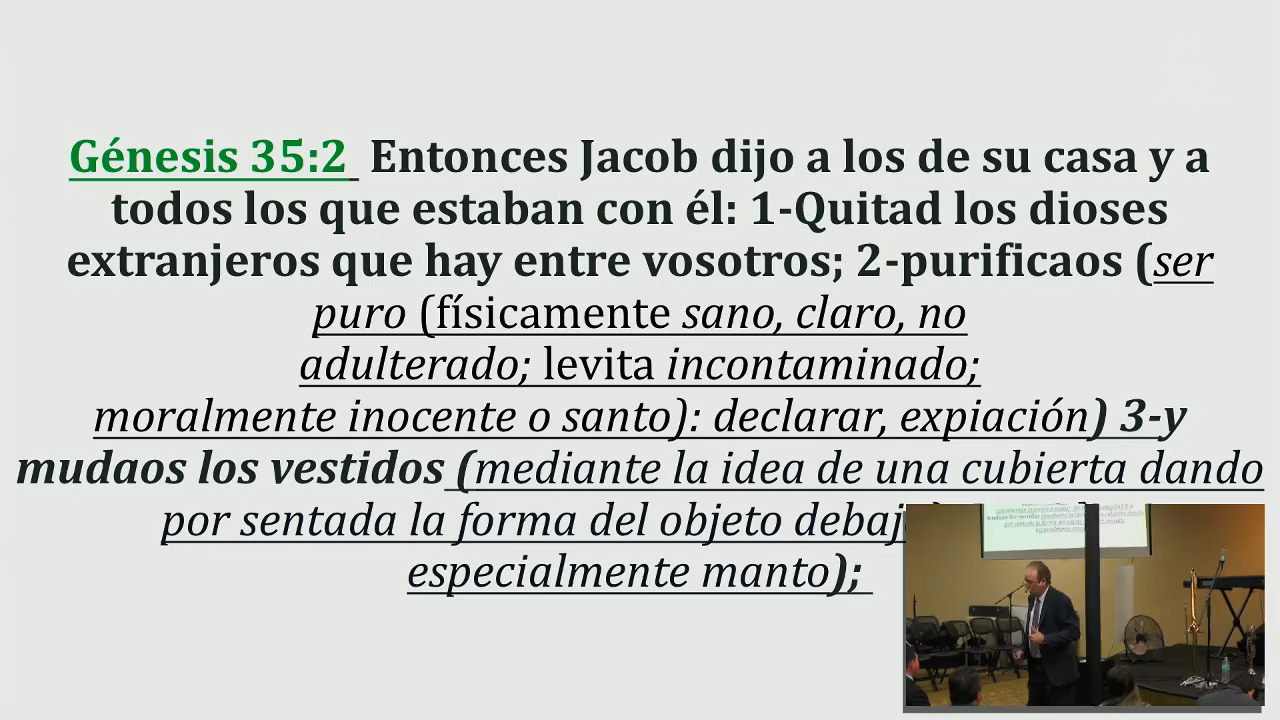 Génesis 35:2 Entonces Jacob dijo a los de su casa y a
todos los que estaban con él: 1-Quitad los dioses
extranjeros que hay entre vosotros; 2-purificaos (ser
puro (físicamente sano, claro, no
adulterado; levita incontaminado;
moralmente inocente o santo): declarar, expiación) 3-y
mudaos los vestidos (mediante la idea de una cubierta dando
por sentada la forma del objeto
especialmente manto);